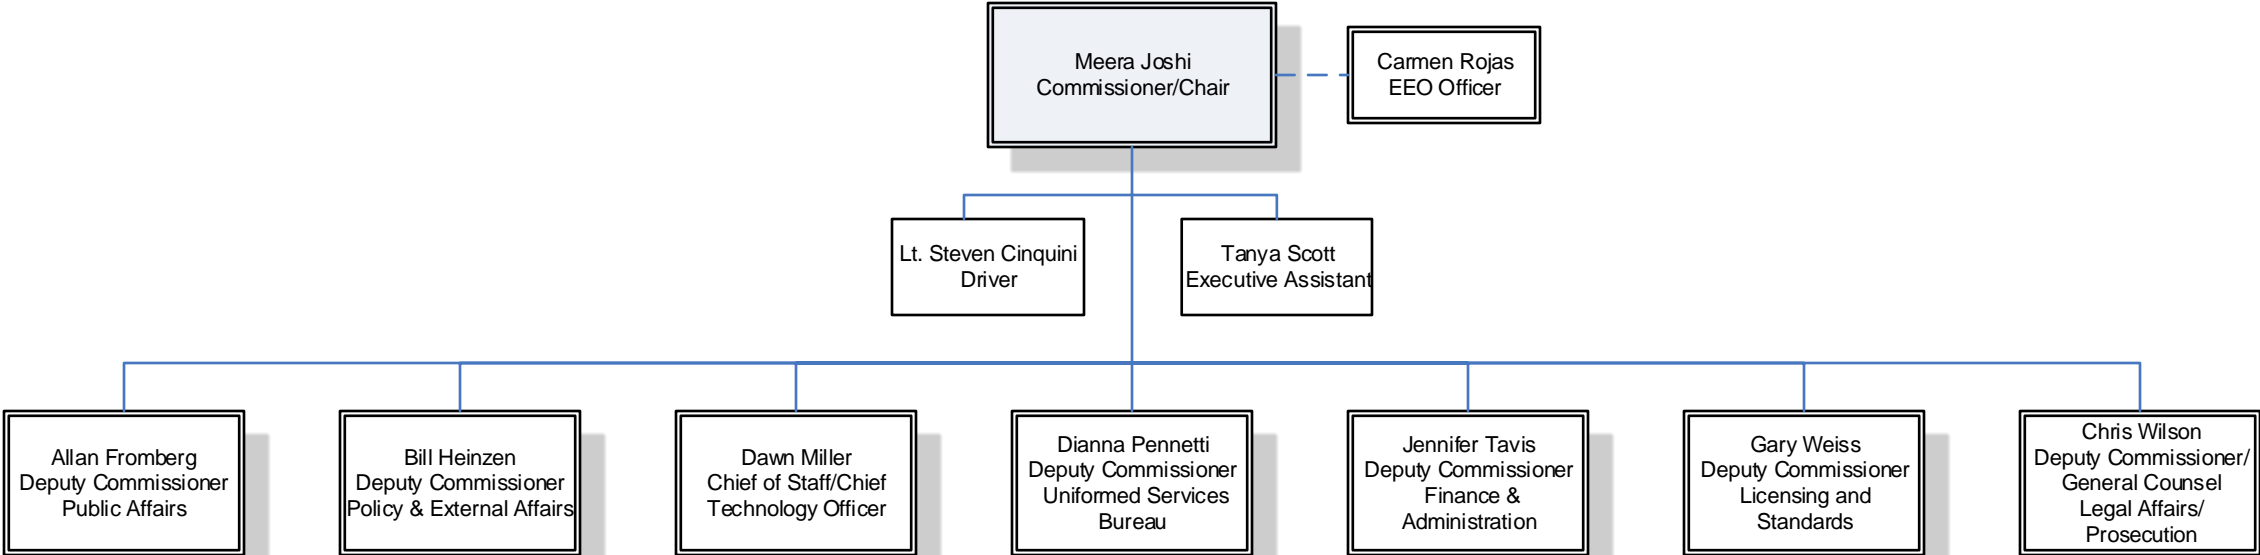 Meera Joshi
Commissioner/Chair
Carmen Rojas
EEO Officer
Lt. Steven Cinquini
Driver
Tanya Scott
Executive Assistant
Allan Fromberg
Deputy Commissioner
Public Affairs
Bill Heinzen
Deputy Commissioner
Policy & External Affairs
Dawn Miller
Chief of Staff/Chief
Technology Officer
Dianna Pennetti
Deputy Commissioner
Uniformed Services
Bureau
Jennifer Tavis
Deputy Commissioner
Finance &
Administration
Gary Weiss
Deputy Commissioner
Licensing and
Standards
Chris Wilson
Deputy Commissioner/
General Counsel
Legal Affairs/
Prosecution